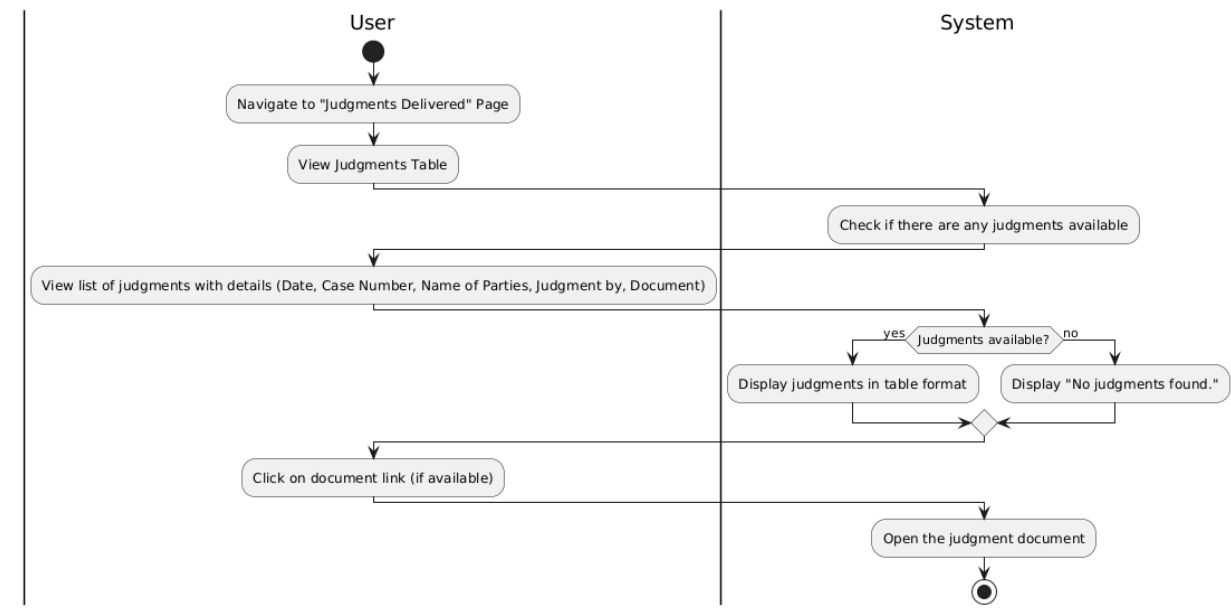 User
System
Navigate to "Judgments Delivered" Page
View Judgments Table
Check if there are any judgments available
View list of judgments with details (Date, Case Number, Name of Parties, Judgment by, Document)
yes
Judgments available?
no
Display judgments in table format
Display "No judgments found."
Click on document link (if available)
Open the judgment document